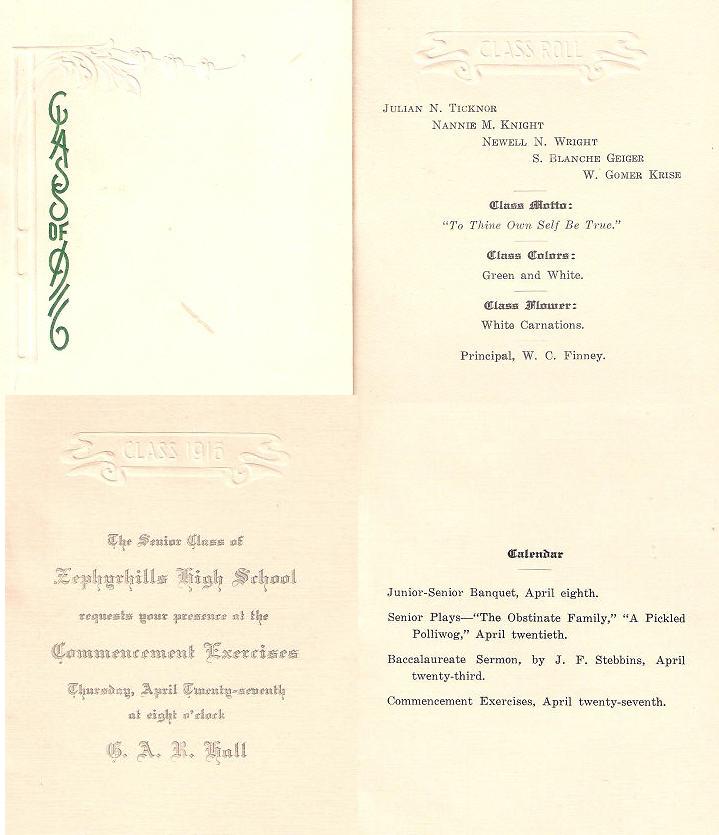 CLASS OF 1916
CLASS ROLL
JULIAN N. TICKNOR
NANNIE M. KNIGHT
NEWELL N. WRIGHT
S. BLANCHE GEIGER
W. GOMER KRISE
Class Motto:
"To Thine Own Self Be True."
Class Colors:
Green and White.
Class Flower:
White Carnations.
Principal, W. C. Finney.
CLASS 1916
The Senior Class of
Zephyrhills High School
requests your presence at the
Commencement Exercises
Thursday, April Twenty-seventh
at eight o'clock
G. A. R. Hall
Calendar
Junior-Senior Banquet, April eighth.
Senior Plays—"The Obstinate Family," "A Pickled
Polliwog," April twentieth.
Baccalaureate Sermon, by J. F. Stebbins, April
twenty-third.
Commencement Exercises, April twenty-seventh.